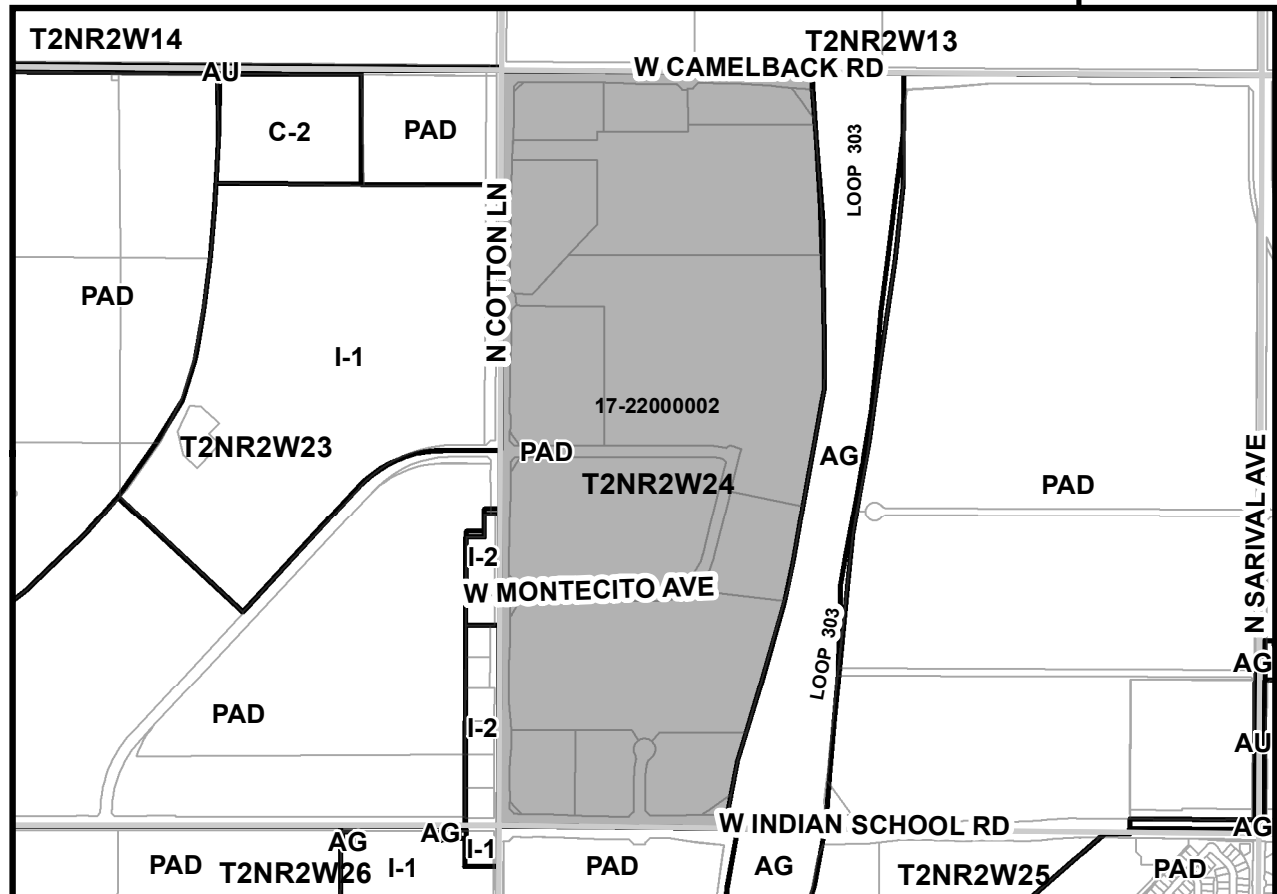 T2NR2W14
T2NR2W13
W CAMELBACK RD
AU
C-2
PAD
LOOP 303
N COTTON LN
PAD
I-1
17-22000002
T2NR2W23
PAD
AG
T2NR2W24
PAD
N SARIVAL AVE
I-2
W MONTECITO AVE
LOOP 303
AG
PAD
I-2
AU
W INDIAN SCHOOL RD
AG
AG
AG
I-1
PAD
T2NR2W26
I-1
PAD
AG
T2NR2W25
PAD